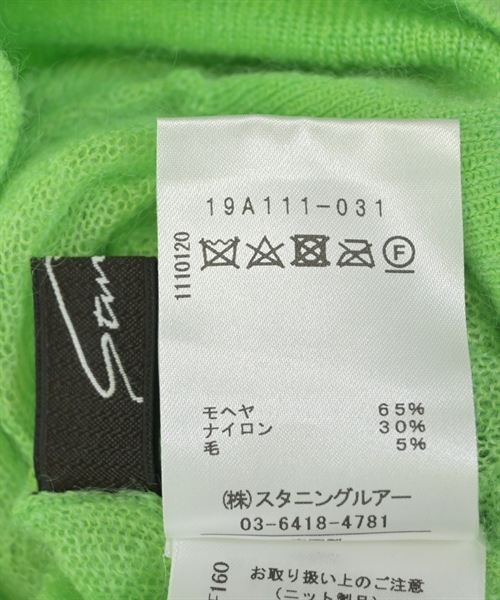 19A111-031
1110120
F
モヘヤ 65%
ナイロン 30%
毛 5%
(株)スタニングルアー
03-6418-4781
お取り扱い上のご注意
(ニット製品)